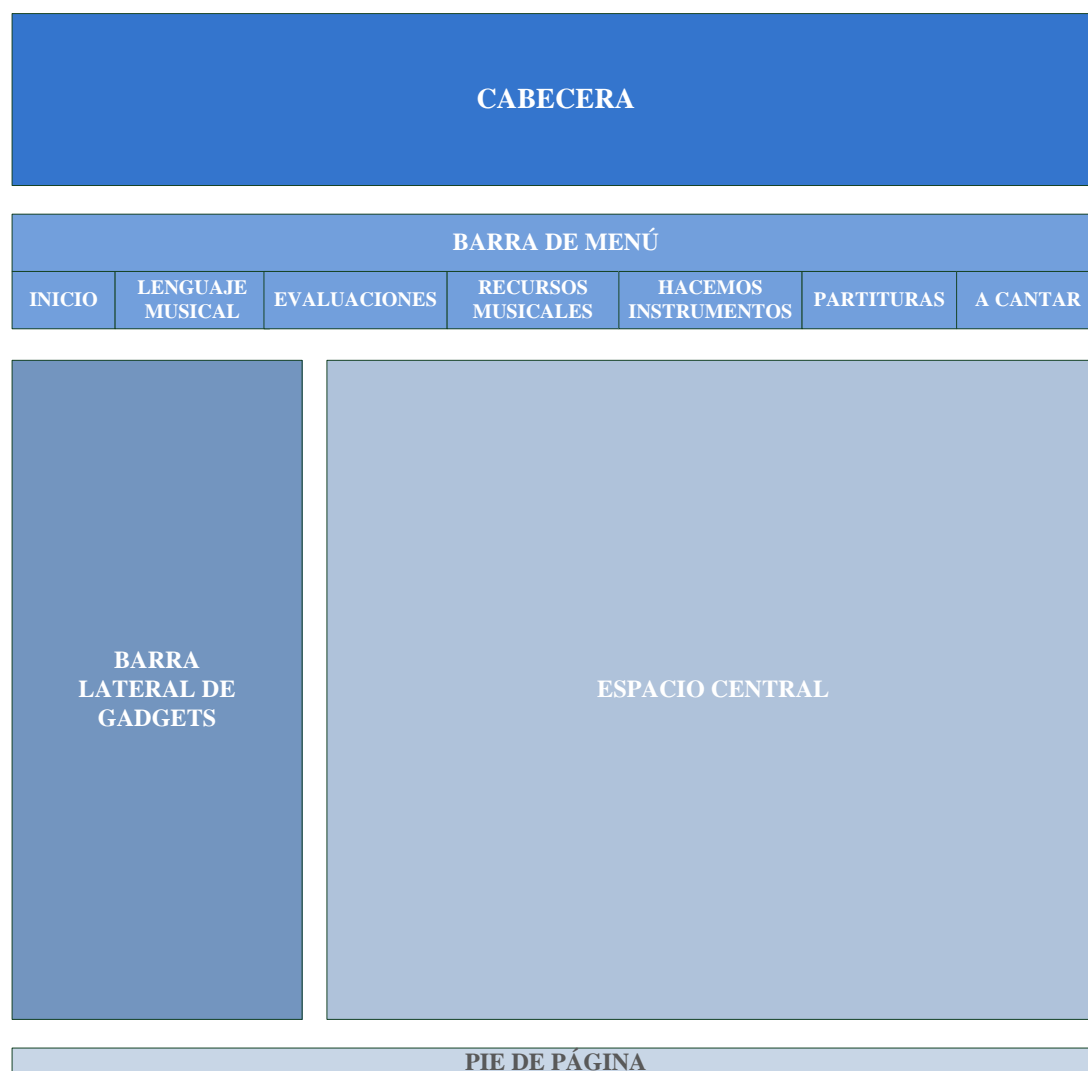 CABECERA
BARRA DE MENÚ
INICIO
LENGUAJE
MUSICAL
EVALUACIONES
RECURSOS
MUSICALES
HACEMOS
INSTRUMENTOS
PARTITURAS
A CANTAR
BARRA
LATERAL DE
GADGETS
ESPACIO CENTRAL
PIE DE PÁGINA